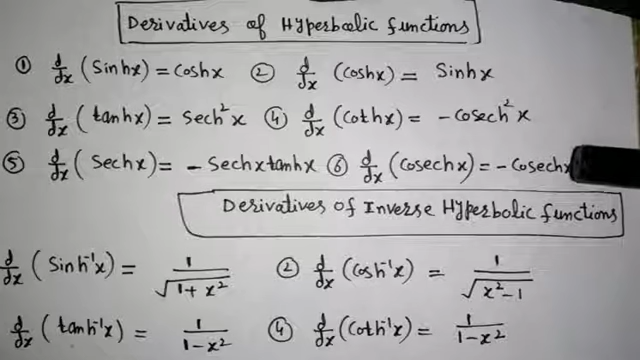 Derivatives of Hyperbolic functions
① d/dx (Sinhx) = Coshx ② d/dx (Coshx) = Sinhx
③ d/dx (tanhx) = Sech²x ④ d/dx (Cothx) = -Cosech²x
⑤ d/dx (Sechx) = - Sechxtanhx ⑥ d/dx (Cosechx) = - Cosechx
Derivatives of Inverse Hyperbolic functions
d/dx (Sinh⁻¹x) = 1/√(1+x²) ② d/dx (Cosh⁻¹x) = 1/√(x²-1)
d/dx (tanh⁻¹x) = 1/(1-x²) ④ d/dx (Coth⁻¹x) = 1/(1-x²)